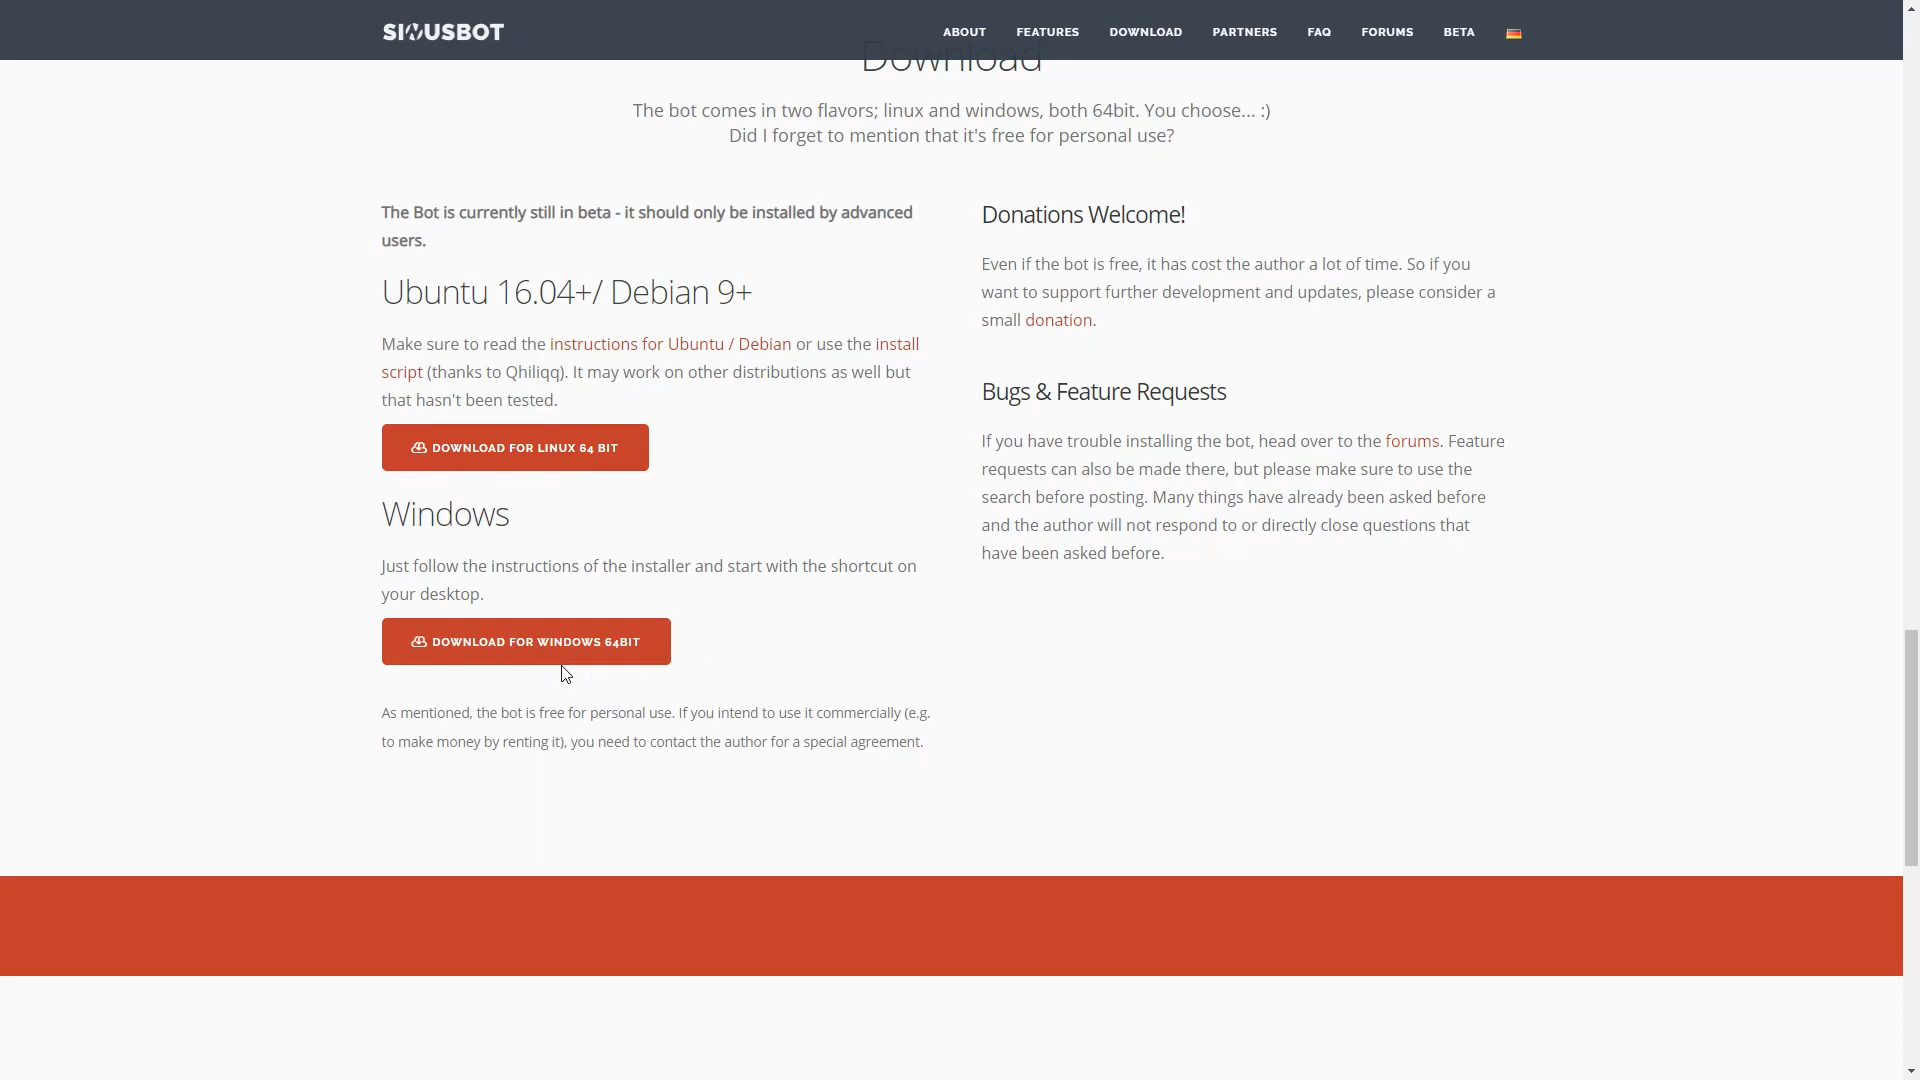 SINUSBOT
ABOUT
FEATURES
DOWNLOAD
PARTNERS
FAQ
FORUMS
BETA
Download
The bot comes in two flavors; linux and windows, both 64bit. You choose... :)
Did I forget to mention that it's free for personal use?
The Bot is currently still in beta - it should only be installed by advanced
users.
Ubuntu 16.04+/ Debian 9+
Make sure to read the instructions for Ubuntu / Debian or use the install
script (thanks to Qhiliqq). It may work on other distributions as well but
that hasn't been tested.
DOWNLOAD FOR LINUX 64 BIT
Windows
Just follow the instructions of the installer and start with the shortcut on
your desktop.
DOWNLOAD FOR WINDOWS 64BIT
As mentioned, the bot is free for personal use. If you intend to use it commercially (e.g.
to make money by renting it), you need to contact the author for a special agreement.
Donations Welcome!
Even if the bot is free, it has cost the author a lot of time. So if you
want to support further development and updates, please consider a
small donation.
Bugs & Feature Requests
If you have trouble installing the bot, head over to the forums. Feature
requests can also be made there, but please make sure to use the
search before posting. Many things have already been asked before
and the author will not respond to or directly close questions that
have been asked before.